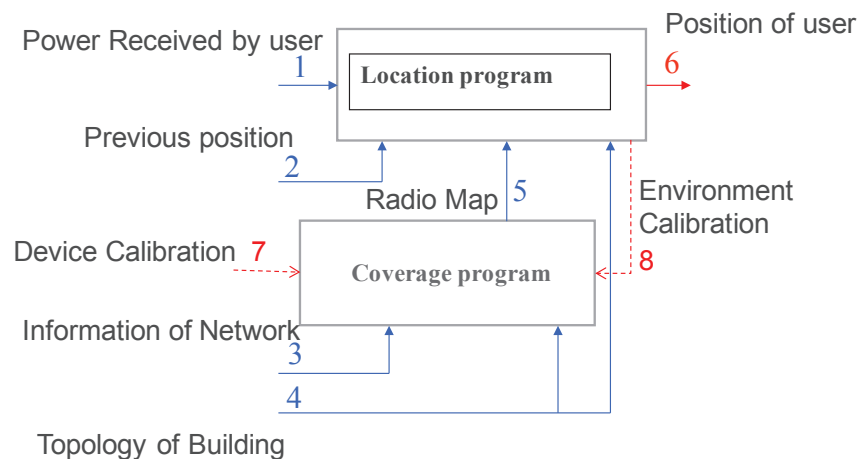 Position of user
Power Received by user
1
6
Location program
Previous position
2
5
Radio Map
Environment
Calibration
Device Calibration
7
Coverage program
8
Information of Network
3
4
Topology of Building